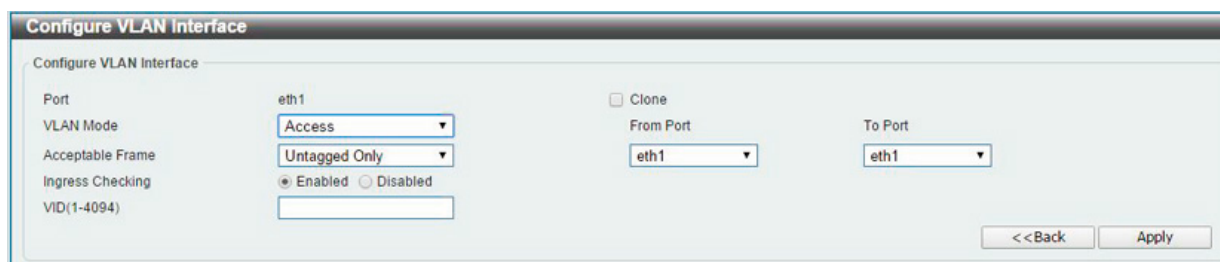 Configure VLAN Interface
Configure VLAN Interface
Port eth1 Clone
VLAN Mode Access From Port To Port
Acceptable Frame Untagged Only eth1 eth1
Ingress Checking Enabled Disabled
VID(1-4094)
<<Back Apply